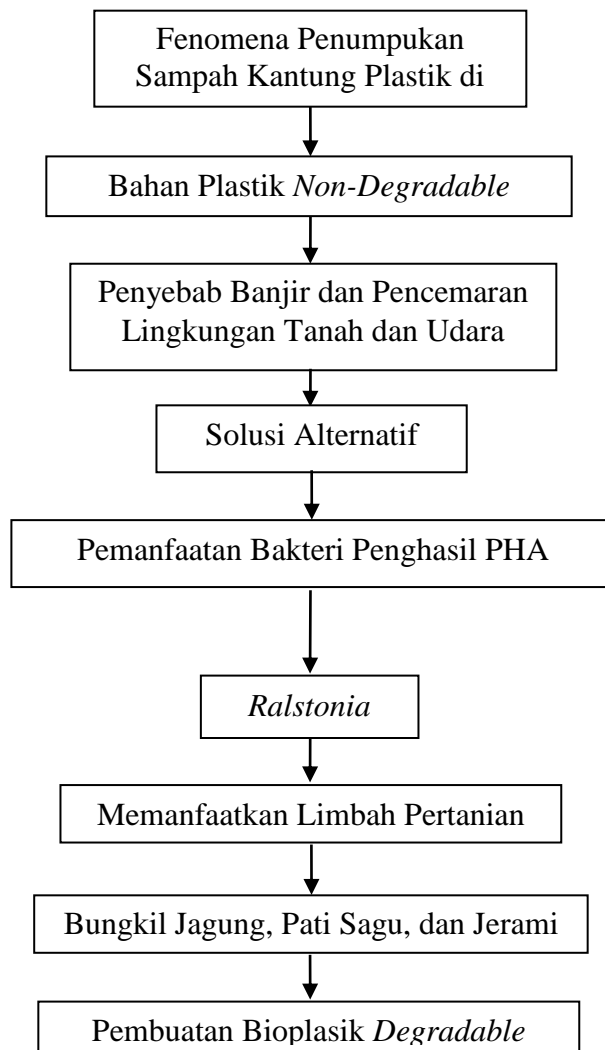 Fenomena Penumpukan
Sampah Kantung Plastik di
Bahan Plastik Non-Degradable
Penyebab Banjir dan Pencemaran
Lingkungan Tanah dan Udara
Solusi Alternatif
Pemanfaatan Bakteri Penghasil PHA
Ralstonia
Memanfaatkan Limbah Pertanian
Bungkil Jagung, Pati Sagu, dan Jerami
Pembuatan Bioplasik Degradable